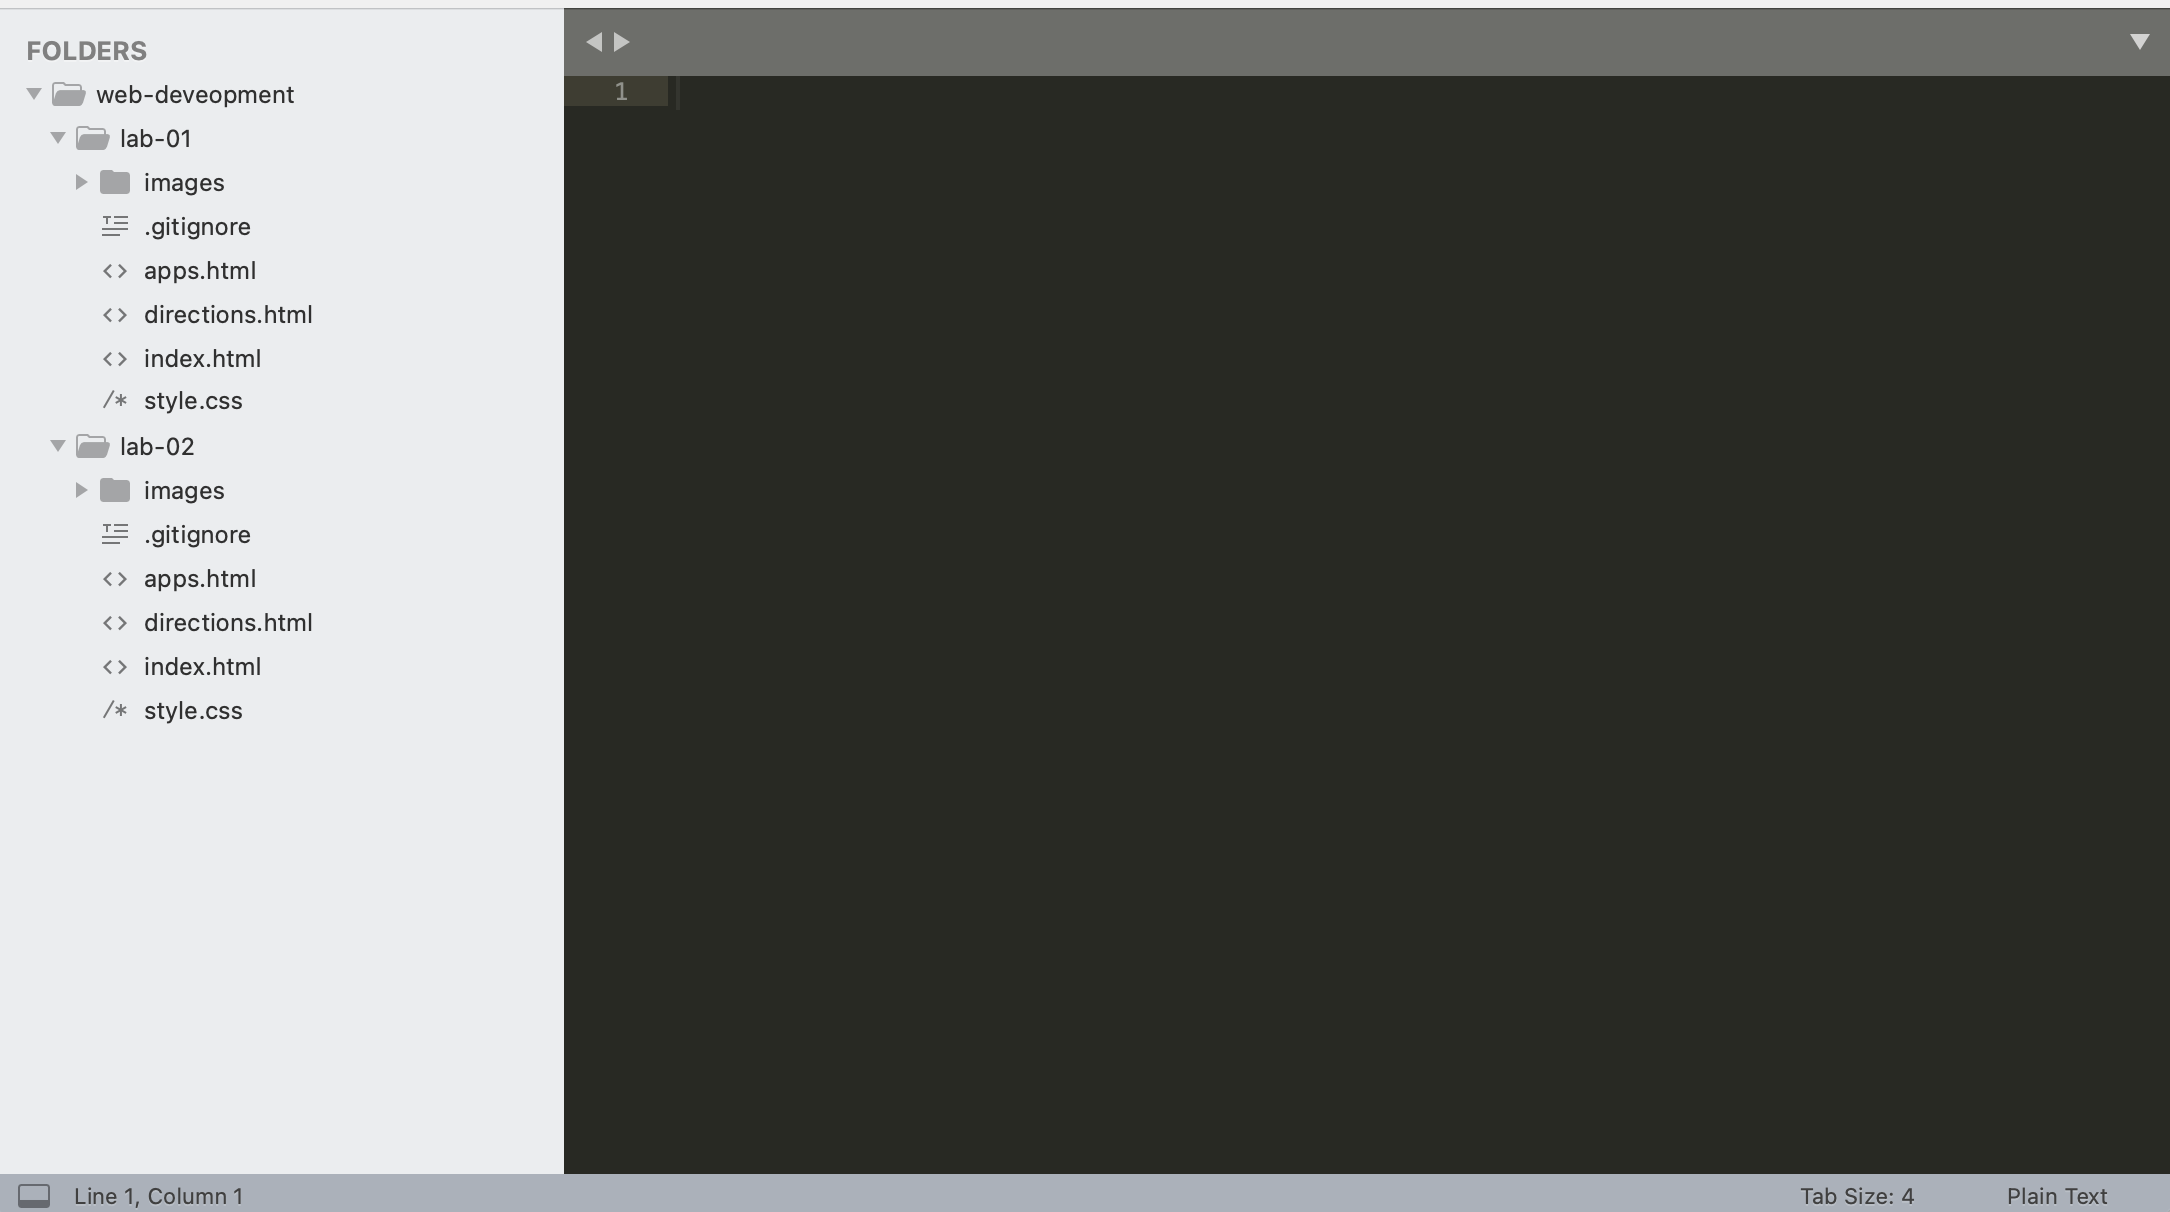 FOLDERS
web-deveopment
lab-01
images
.gitignore
apps.html
directions.html
index.html
style.css
lab-02
images
.gitignore
apps.html
directions.html
index.html
style.css
1
Line 1, Column 1
Tab Size: 4
Plain Text